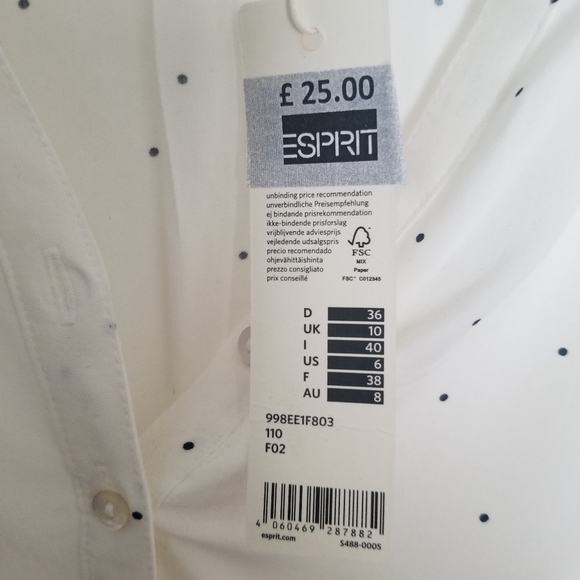 £ 25.00
ESPRIT
unbinding price recommendation
unverbindliche Preisempfehlung
ej bindande prisrekommendation
ikke-bindende prisforslag
vrijblijvende adviesprijs
vejledende udsalgspris
precio recomendado
ohjevähittäishinta
prezzo consigliato
prix conseillé
FSC
MIX
Paper
FSC™ C012345
D 36
UK 10
I 40
US 6
F 38
AU 8
998EE1F803
110
F02
4 060469 287882
esprit.com S488-000S